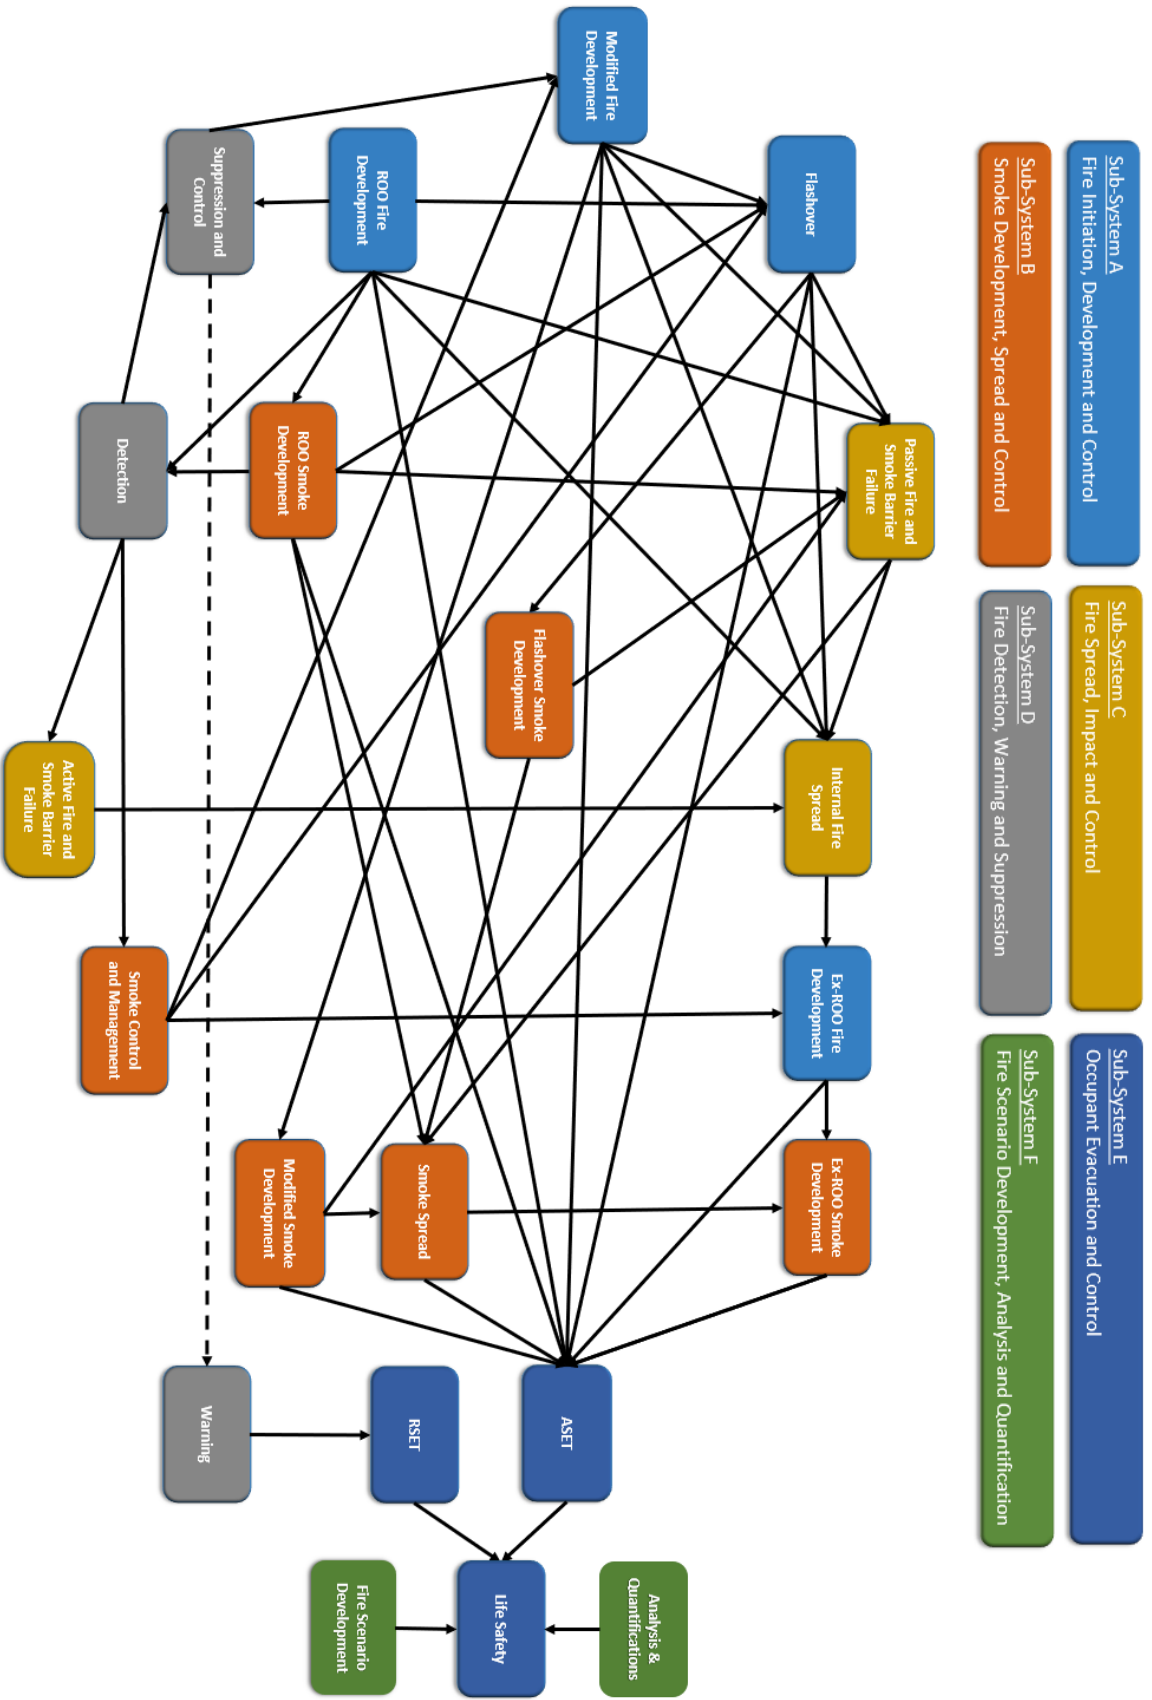 Sub-System A
Fire Initiation, Development and Control
Sub-System C
Fire Spread, Impact and Control
Sub-System E
Occupant Evacuation and Control
Sub-System B
Smoke Development, Spread and Control
Sub-System D
Fire Detection, Warning and Suppression
Sub-System F
Fire Scenario Development, Analysis and Quantification
Passive Fire and
Smoke Barrier
Failure
Flashover
Internal Fire
Spread
Ex-ROO Fire
Development
Ex-ROO Smoke
Development
Modified Fire
Development
Flashover Smoke
Development
ASET
Analysis &
Quantifications
ROO Fire
Development
Smoke Spread
RSET
Life Safety
ROO Smoke
Development
Modified Smoke
Development
Fire Scenario
Development
Suppression and
Control
Warning
Detection
Smoke Control
and Management
Active Fire and
Smoke Barrier
Failure